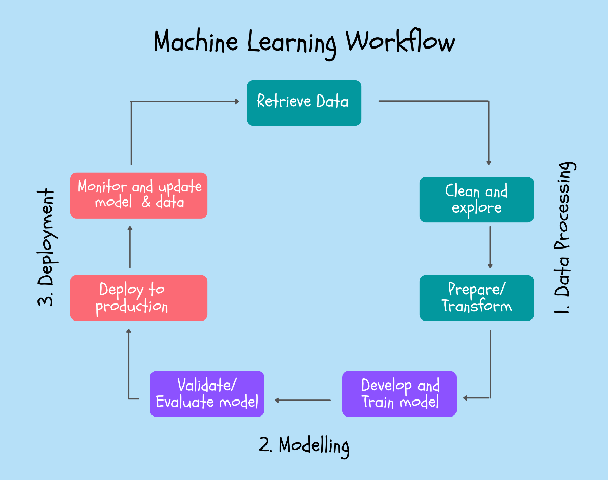 Machine Learning Workflow
Retrieve Data
Clean and
explore
Prepare/
Transform
1. Data Processing
Develop and
Train model
Validate/
Evaluate model
2. Modelling
Deploy to
production
Monitor and update
model & data
3. Deployment